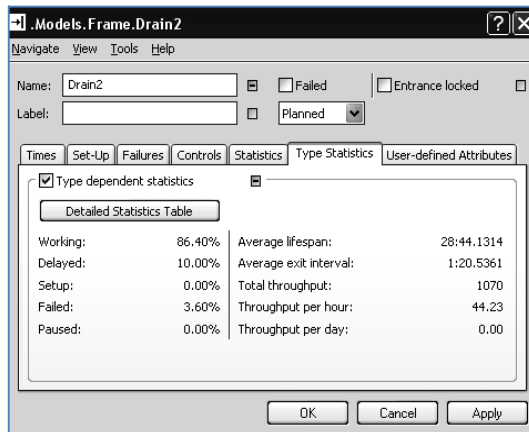 .Models.Frame.Drain2
Navigate View Tools Help
Name: Drain2 Failed Entrance locked
Label: Planned
Times Set-Up Failures Controls Statistics Type Statistics User-defined Attributes
Type dependent statistics
Detailed Statistics Table
Working: 86.40% Average lifespan: 28:44.1314
Delayed: 10.00% Average exit interval: 1:20.5361
Setup: 0.00% Total throughput: 1070
Failed: 3.60% Throughput per hour: 44.23
Paused: 0.00% Throughput per day: 0.00
OK Cancel Apply